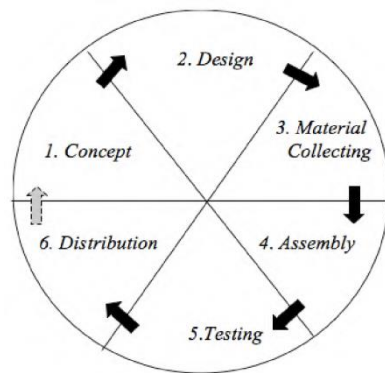 1. Concept
2. Design
3. Material
Collecting
4. Assembly
5.Testing
6. Distribution